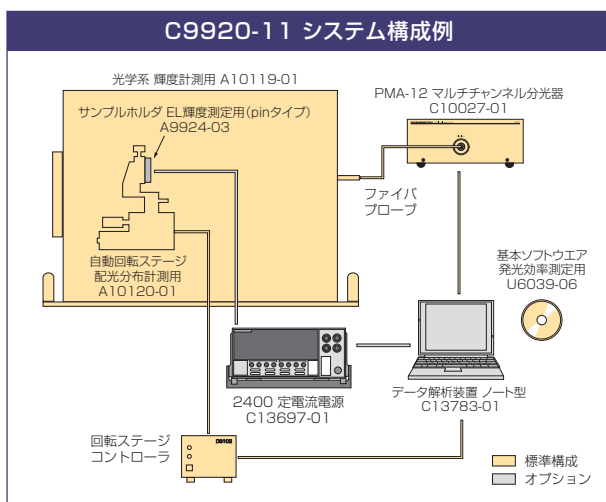 C9920-11 システム構成例
光学系 輝度計測用 A10119-01
サンプルホルダ EL輝度測定用(pinタイプ)
A9924-03
PMA-12 マルチチャンネル分光器
C10027-01
ファイバ
プローブ
自動回転ステージ
配光分布計測用
A10120-01
基本ソフトウエア
発光効率測定用
U6039-06
2400 定電流電源
C13697-01
データ解析装置 ノート型
C13783-01
回転ステージ
コントローラ
標準構成
オプション